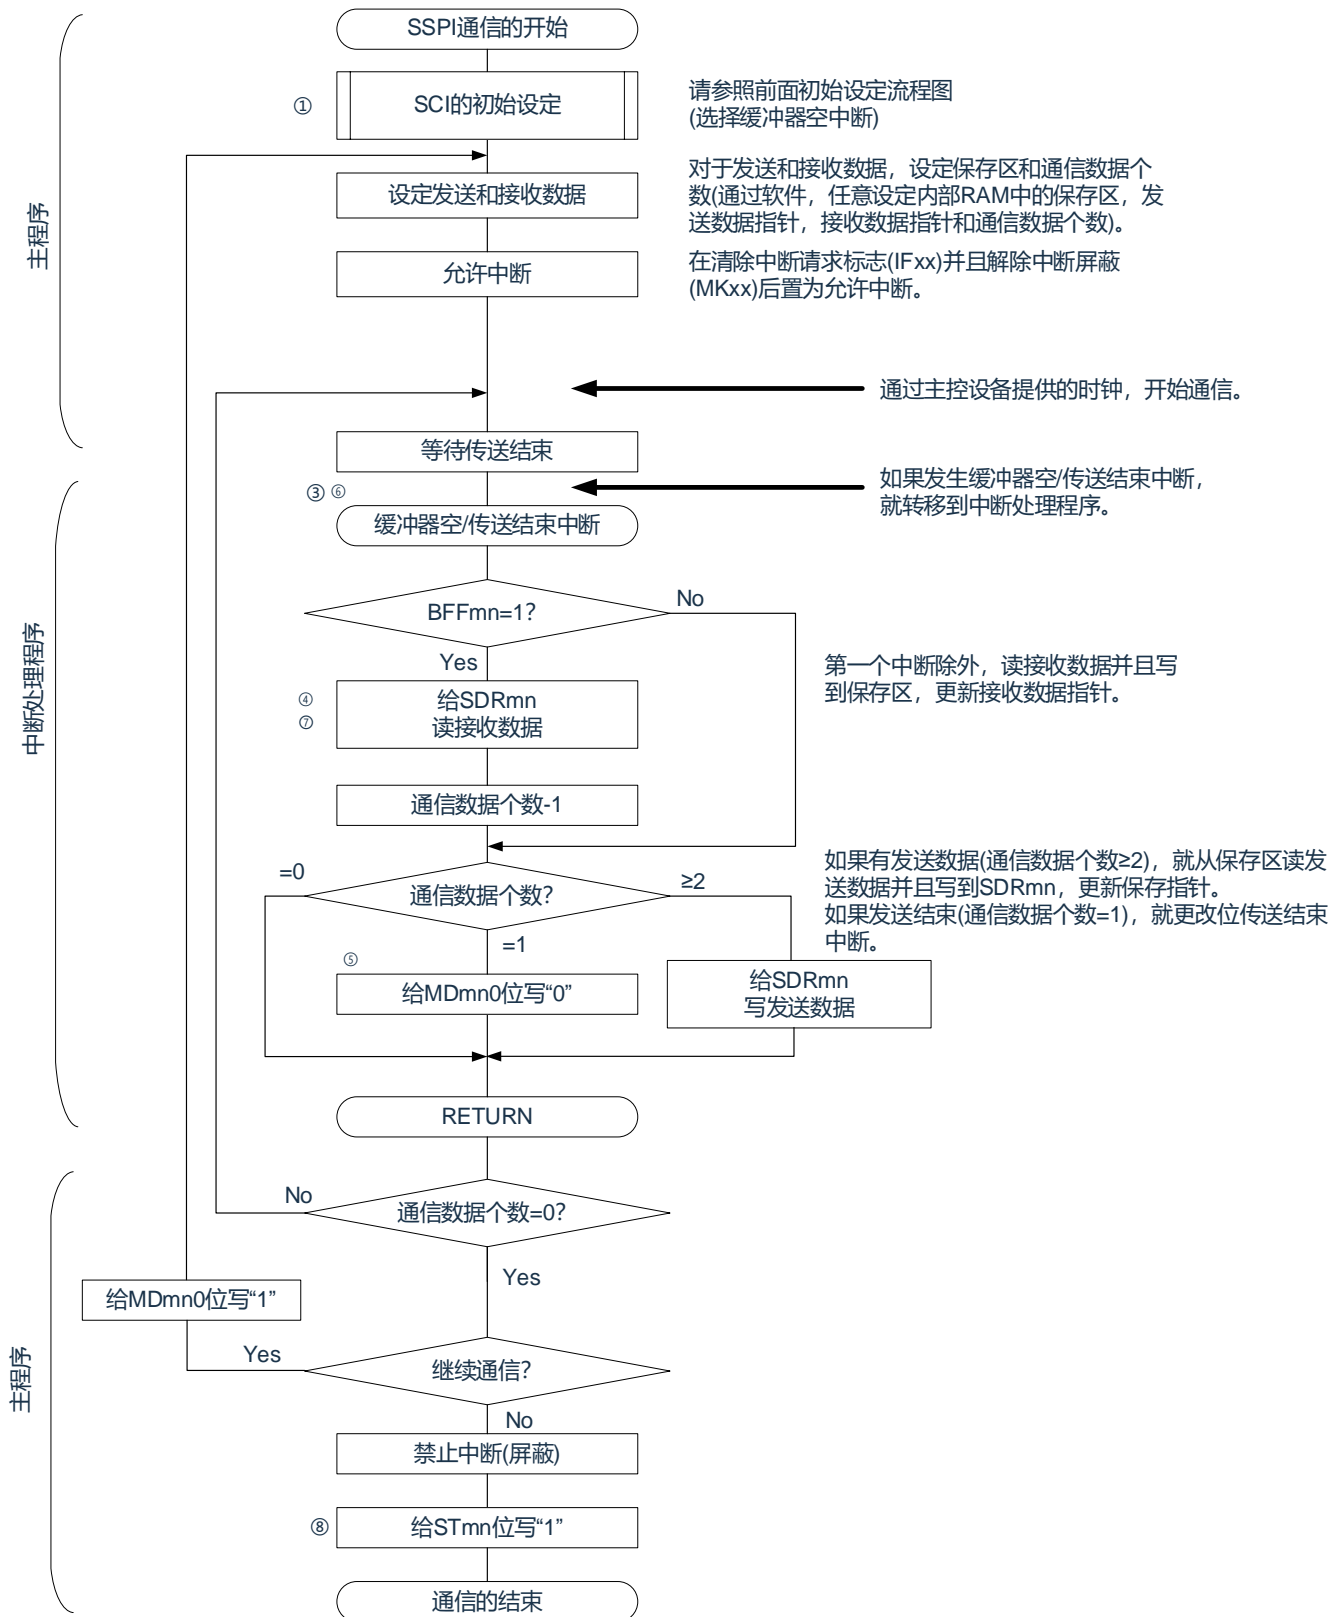 SSPI通信的开始
①
SCI的初始设定
请参照前面初始设定流程图
(选择缓冲器空中断)
设定发送和接收数据
对于发送和接收数据，设定保存区和通信数据个
数(通过软件，任意设定内部RAM中的保存区，发
送数据指针，接收数据指针和通信数据个数)。
主程序
允许中断
在清除中断请求标志(IFxx)并且解除中断屏蔽
(MKxx)后置为允许中断。
通过主控设备提供的时钟，开始通信。
等待传送结束
③ ⑥
如果发生缓冲器空/传送结束中断，
就转移到中断处理程序。
缓冲器空/传送结束中断
BFFmn=1?
No
Yes
中断处理程序
④
⑦
给SDRmn
读接收数据
第一个中断除外，读接收数据并且写
到保存区，更新接收数据指针。
通信数据个数-1
=0
通信数据个数?
≥2
如果有发送数据(通信数据个数≥2)，就从保存区读发
送数据并且写到SDRmn，更新保存指针。
如果发送结束(通信数据个数=1)，就更改位传送结束
中断。
=1
⑤
给MDmn0位写“0”
给SDRmn
写发送数据
RETURN
No
通信数据个数=0?
Yes
给MDmn0位写“1”
主程序
Yes
继续通信?
No
禁止中断(屏蔽)
⑧
给STmn位写“1”
通信的结束